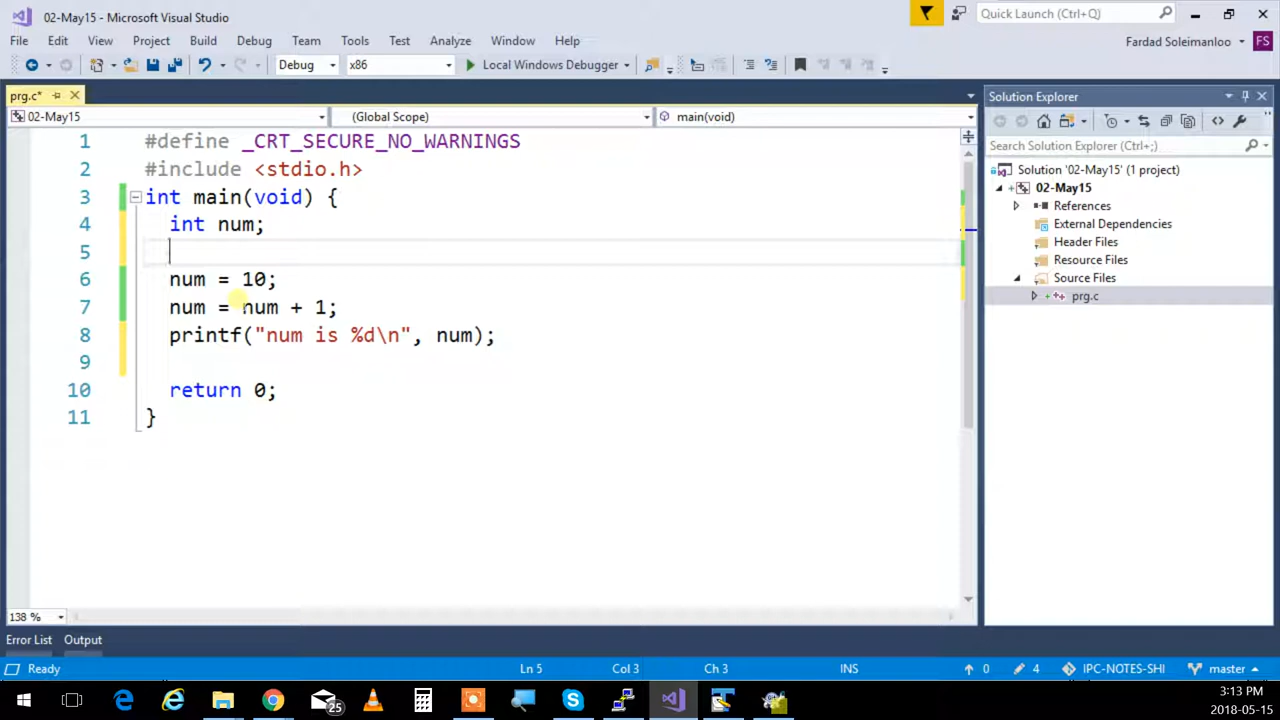 02-May15 - Microsoft Visual Studio
Quick Launch (Ctrl+Q)
File Edit View Project Build Debug Team Tools Test Analyze Window Help
Fardad Soleimanloo FS
Debug x86 Local Windows Debugger
prg.c*
Solution Explorer
02-May15 (Global Scope) main(void)
Search Solution Explorer (Ctrl+;)
1 #define _CRT_SECURE_NO_WARNINGS
2 #include <stdio.h>
3 int main(void) {
4 int num;
5
6 num = 10;
7 num = num + 1;
8 printf("num is %d\n", num);
9
10 return 0;
11 }
Solution '02-May15' (1 project)
02-May15
References
External Dependencies
Header Files
Resource Files
Source Files
prg.c
138 %
Error List Output
Ready Ln 5 Col 3 Ch 3 INS 0 4 IPC-NOTES-SHI master
25
3:13 PM
2018-05-15